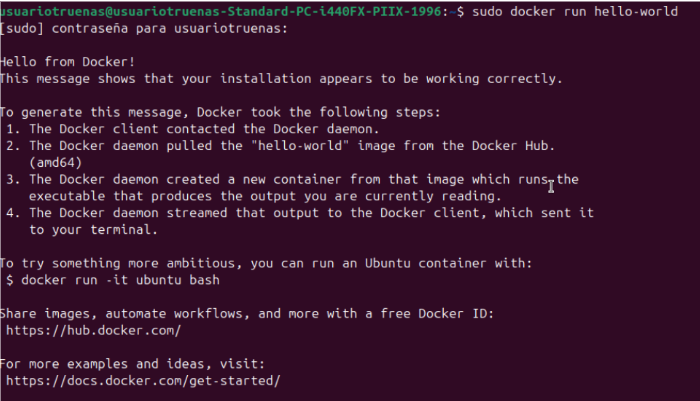 usuariotruenas@usuariotruenas-Standard-PC-i440FX-PIIX-1996:~$ sudo docker run hello-world
[sudo] contraseña para usuariotruenas:
Hello from Docker!
This message shows that your installation appears to be working correctly.
To generate this message, Docker took the following steps:
1. The Docker client contacted the Docker daemon.
2. The Docker daemon pulled the "hello-world" image from the Docker Hub.
(amd64)
3. The Docker daemon created a new container from that image which runs the
executable that produces the output you are currently reading.
4. The Docker daemon streamed that output to the Docker client, which sent it
to your terminal.
To try something more ambitious, you can run an Ubuntu container with:
$ docker run -it ubuntu bash
Share images, automate workflows, and more with a free Docker ID:
https://hub.docker.com/
For more examples and ideas, visit:
https://docs.docker.com/get-started/